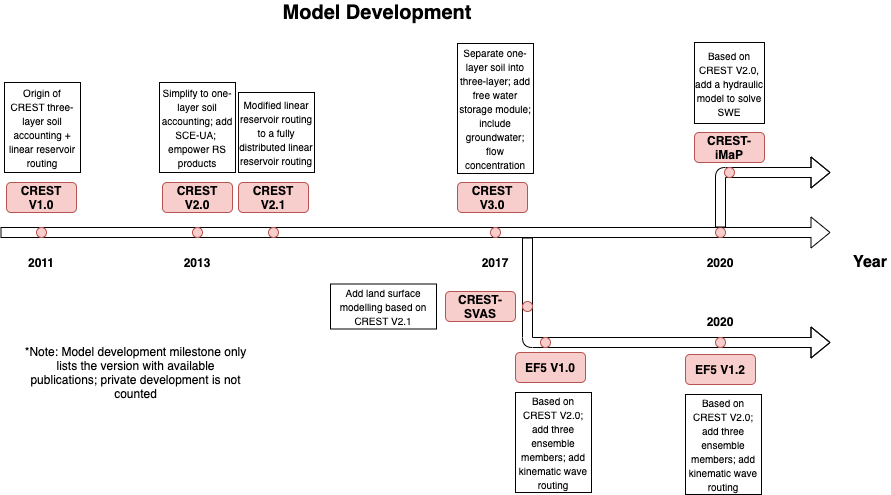 Model Development
Origin of
CREST three-
layer soil
accounting +
linear reservoir
routing
CREST
V1.0
Simplify to one-
layer soil
accounting; add
SCE-UA;
empower RS
products
CREST
V2.0
Modified linear
reservoir routing
to a fully
distributed linear
reservoir routing
CREST
V2.1
Separate one-
layer soil into
three-layer; add
free water
storage module;
include
groundwater;
flow
concentration
CREST
V3.0
Based on
CREST V2.0,
add a hydraulic
model to solve
SWE
CREST-
iMaP
2011
2013
2017
2020
Year
Add land surface
modelling based on
CREST V2.1
CREST-
SVAS
2020
*Note: Model development milestone only
lists the version with available
publications; private development is not
counted
EF5 V1.0
Based on
CREST V2.0;
add three
ensemble
members; add
kinematic wave
routing
EF5 V1.2
Based on
CREST V2.0;
add three
ensemble
members; add
kinematic wave
routing